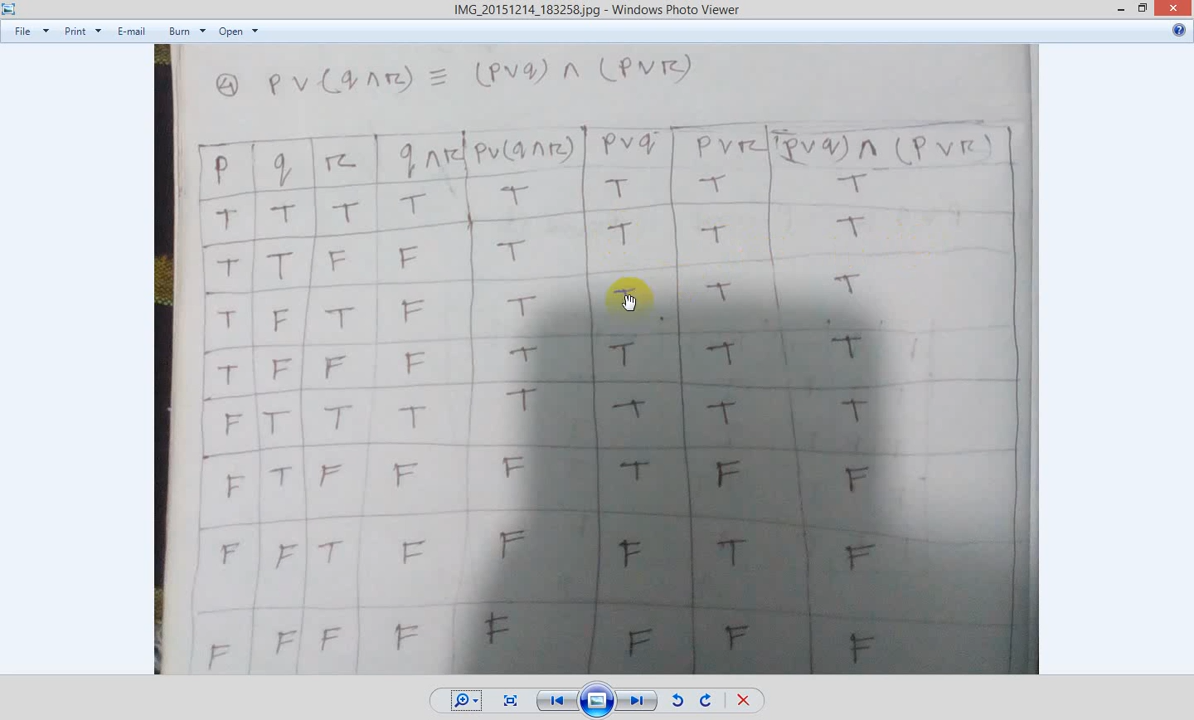 IMG_20151214_183258.jpg - Windows Photo Viewer
File Print E-mail Burn Open
④ p ∨ (q ∧ r) ≡ (p ∨ q) ∧ (p ∨ r)
p q r q ∧ r p ∨ (q ∧ r) p ∨ q p ∨ r (p ∨ q) ∧ (p ∨ r)
T T T T T T T T
T T F F T T T T
T F T F T T T T
T F F F T T T T
F T T T T T T T
F T F F F T F F
F F T F F F T F
F F F F F F F F